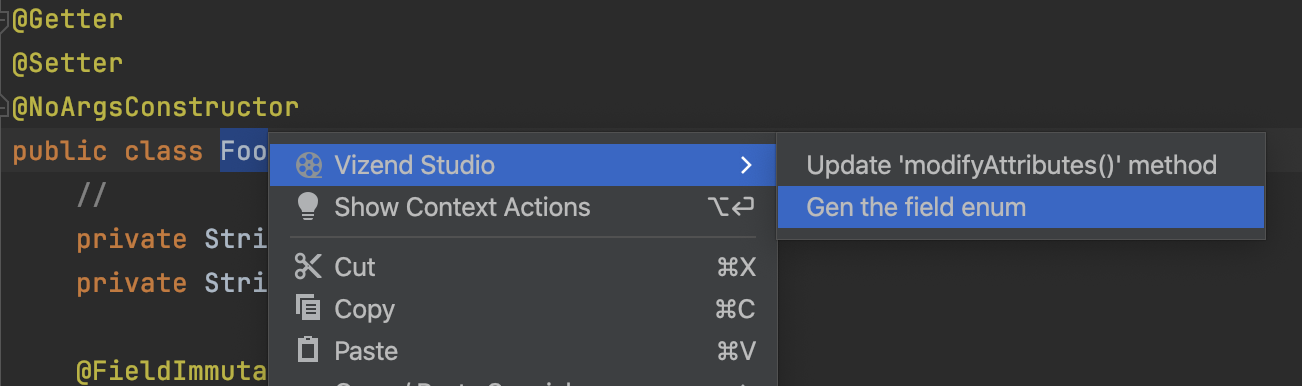 @Getter
@Setter
@NoArgsConstructor
public class Foo
//
private Stri
private Stri
@FieldImmuta
Vizend Studio
Show Context Actions ⌥⏎
Cut ⌘X
Copy ⌘C
Paste ⌘V
Update 'modifyAttributes()' method
Gen the field enum